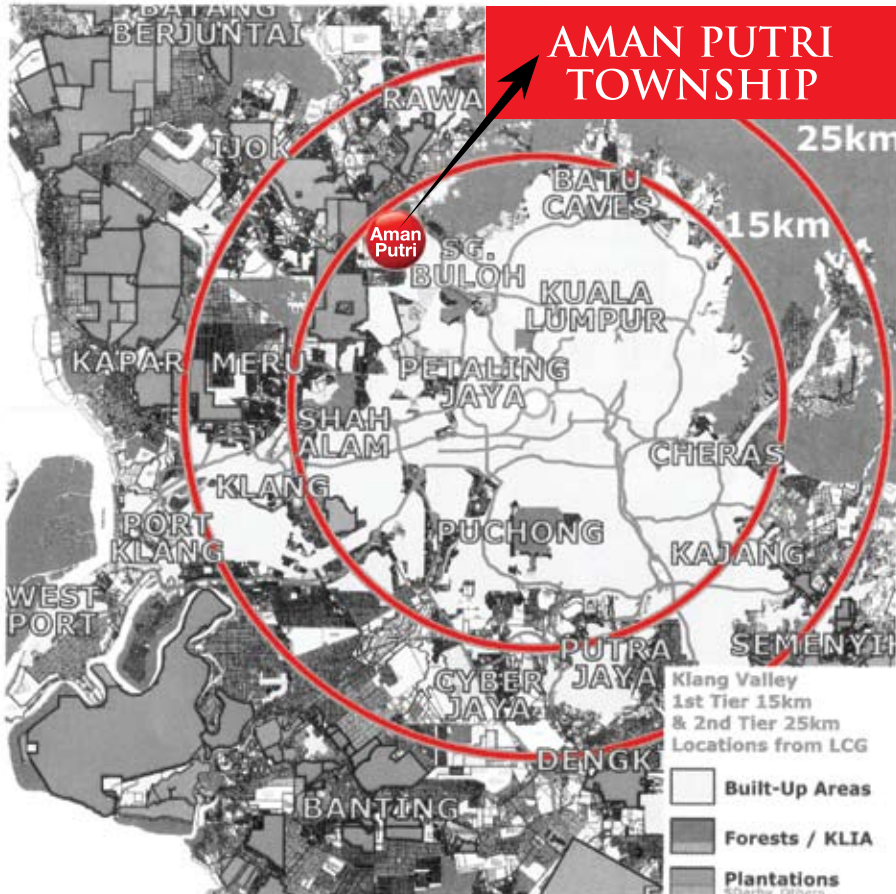 BATANG
BERJUNTAI
AMAN PUTRI
TOWNSHIP
RAWA
25km
IJOK
BATU
CAVES
15km
Aman
Putri
SG.
BULOH
KUALA
LUMPUR
KAPAR
MERU
PETALING
JAYA
SHAH
ALAM
CHERAS
KLANG
PORT
KLANG
PUCHONG
KAJANG
WEST
PORT
SEMENYIH
PUTRA
JAYA
CYBER
JAYA
Klang Valley
1st Tier 15km
& 2nd Tier 25km
Locations from LCG
DENGK
Built-Up Areas
BANTING
Forests / KLIA
Plantations